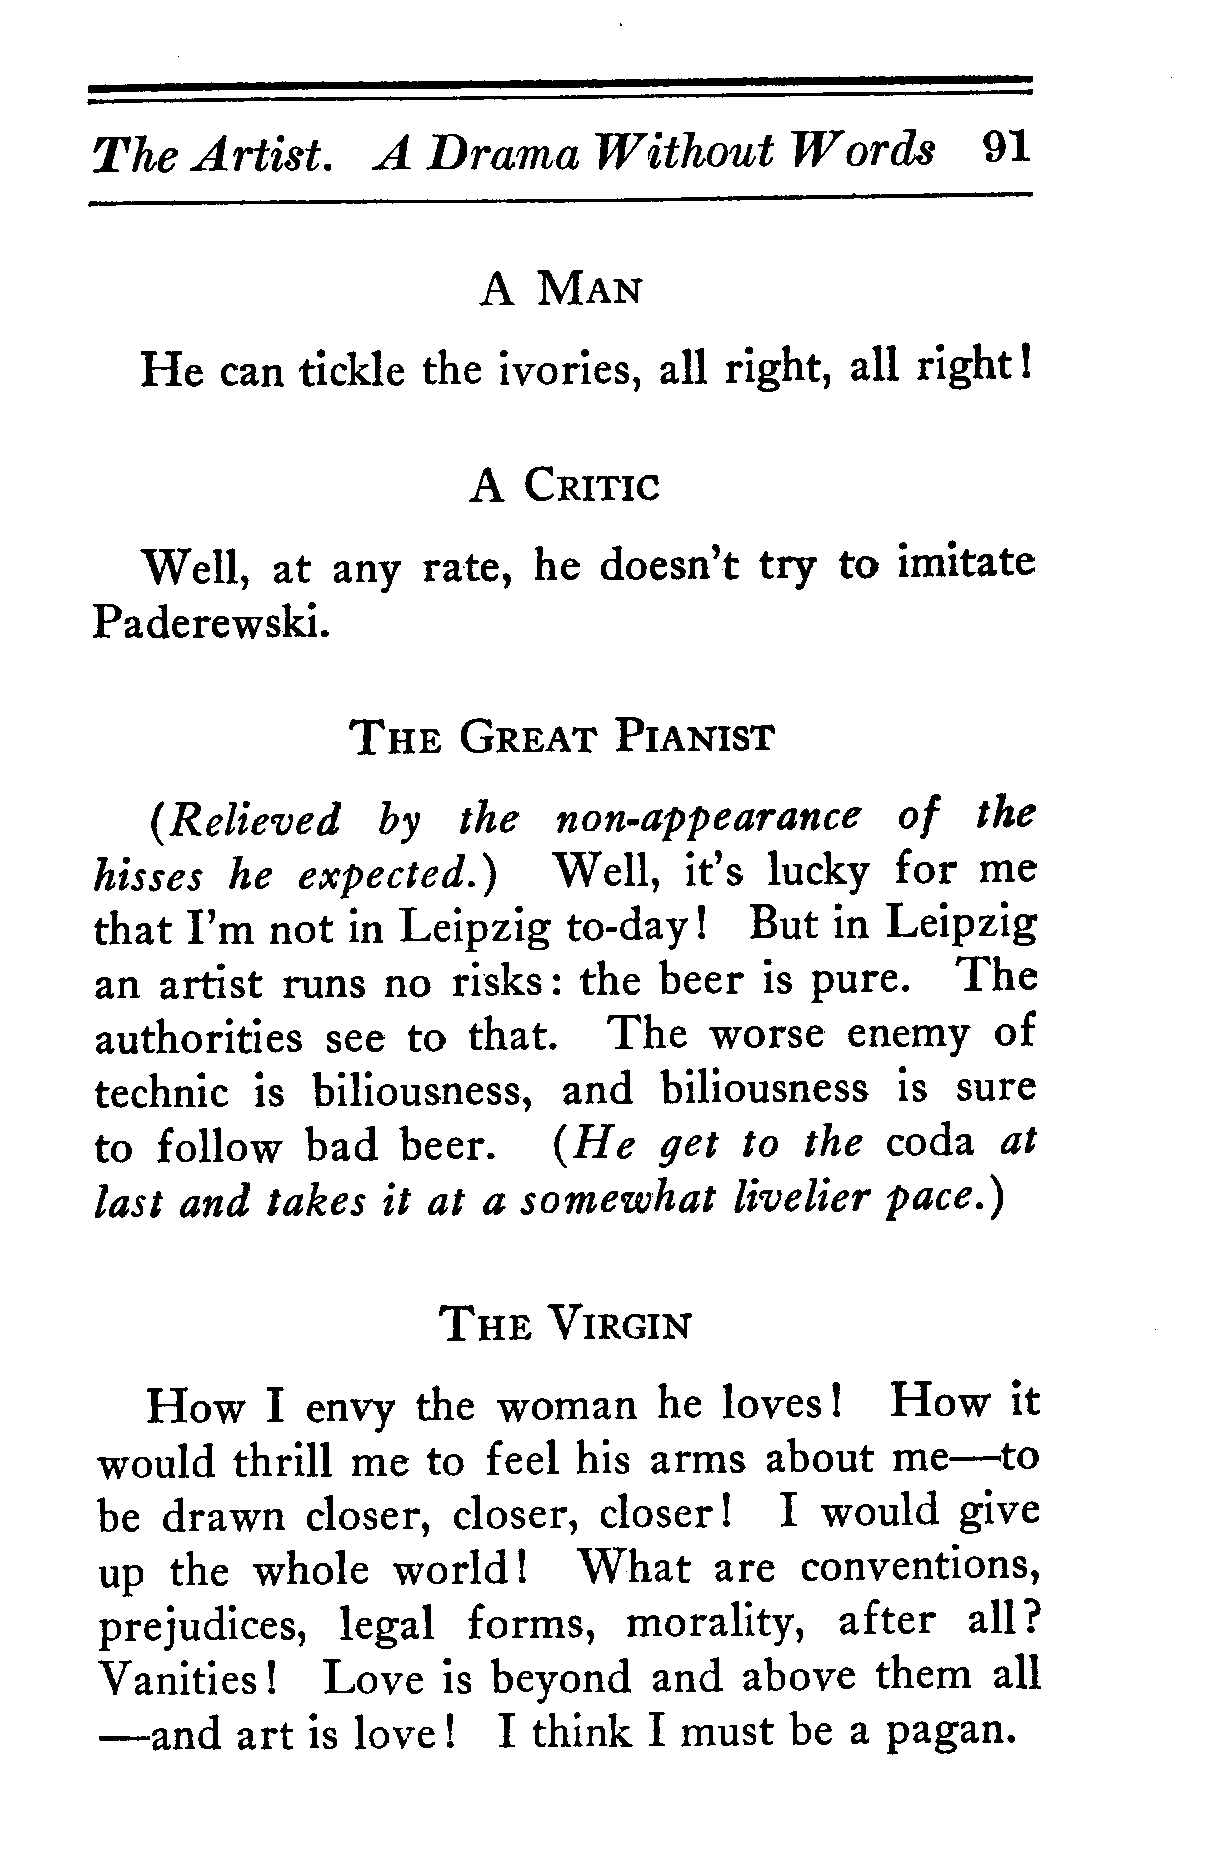 The Artist. A Drama Without Words 91
A MAN
He can tickle the ivories, all right, all right!
A CRITIC
Well, at any rate, he doesn't try to imitate
Paderewski.
THE GREAT PIANIST
(Relieved by the non-appearance of the
hisses he expected.) Well, it's lucky for me
that I'm not in Leipzig to-day! But in Leipzig
an artist runs no risks: the beer is pure. The
authorities see to that. The worse enemy of
technic is biliousness, and biliousness is sure
to follow bad beer. (He get to the coda at
last and takes it at a somewhat livelier pace.)
THE VIRGIN
How I envy the woman he loves! How it
would thrill me to feel his arms about me—to
be drawn closer, closer, closer! I would give
up the whole world! What are conventions,
prejudices, legal forms, morality, after all?
Vanities! Love is beyond and above them all
—and art is love! I think I must be a pagan.